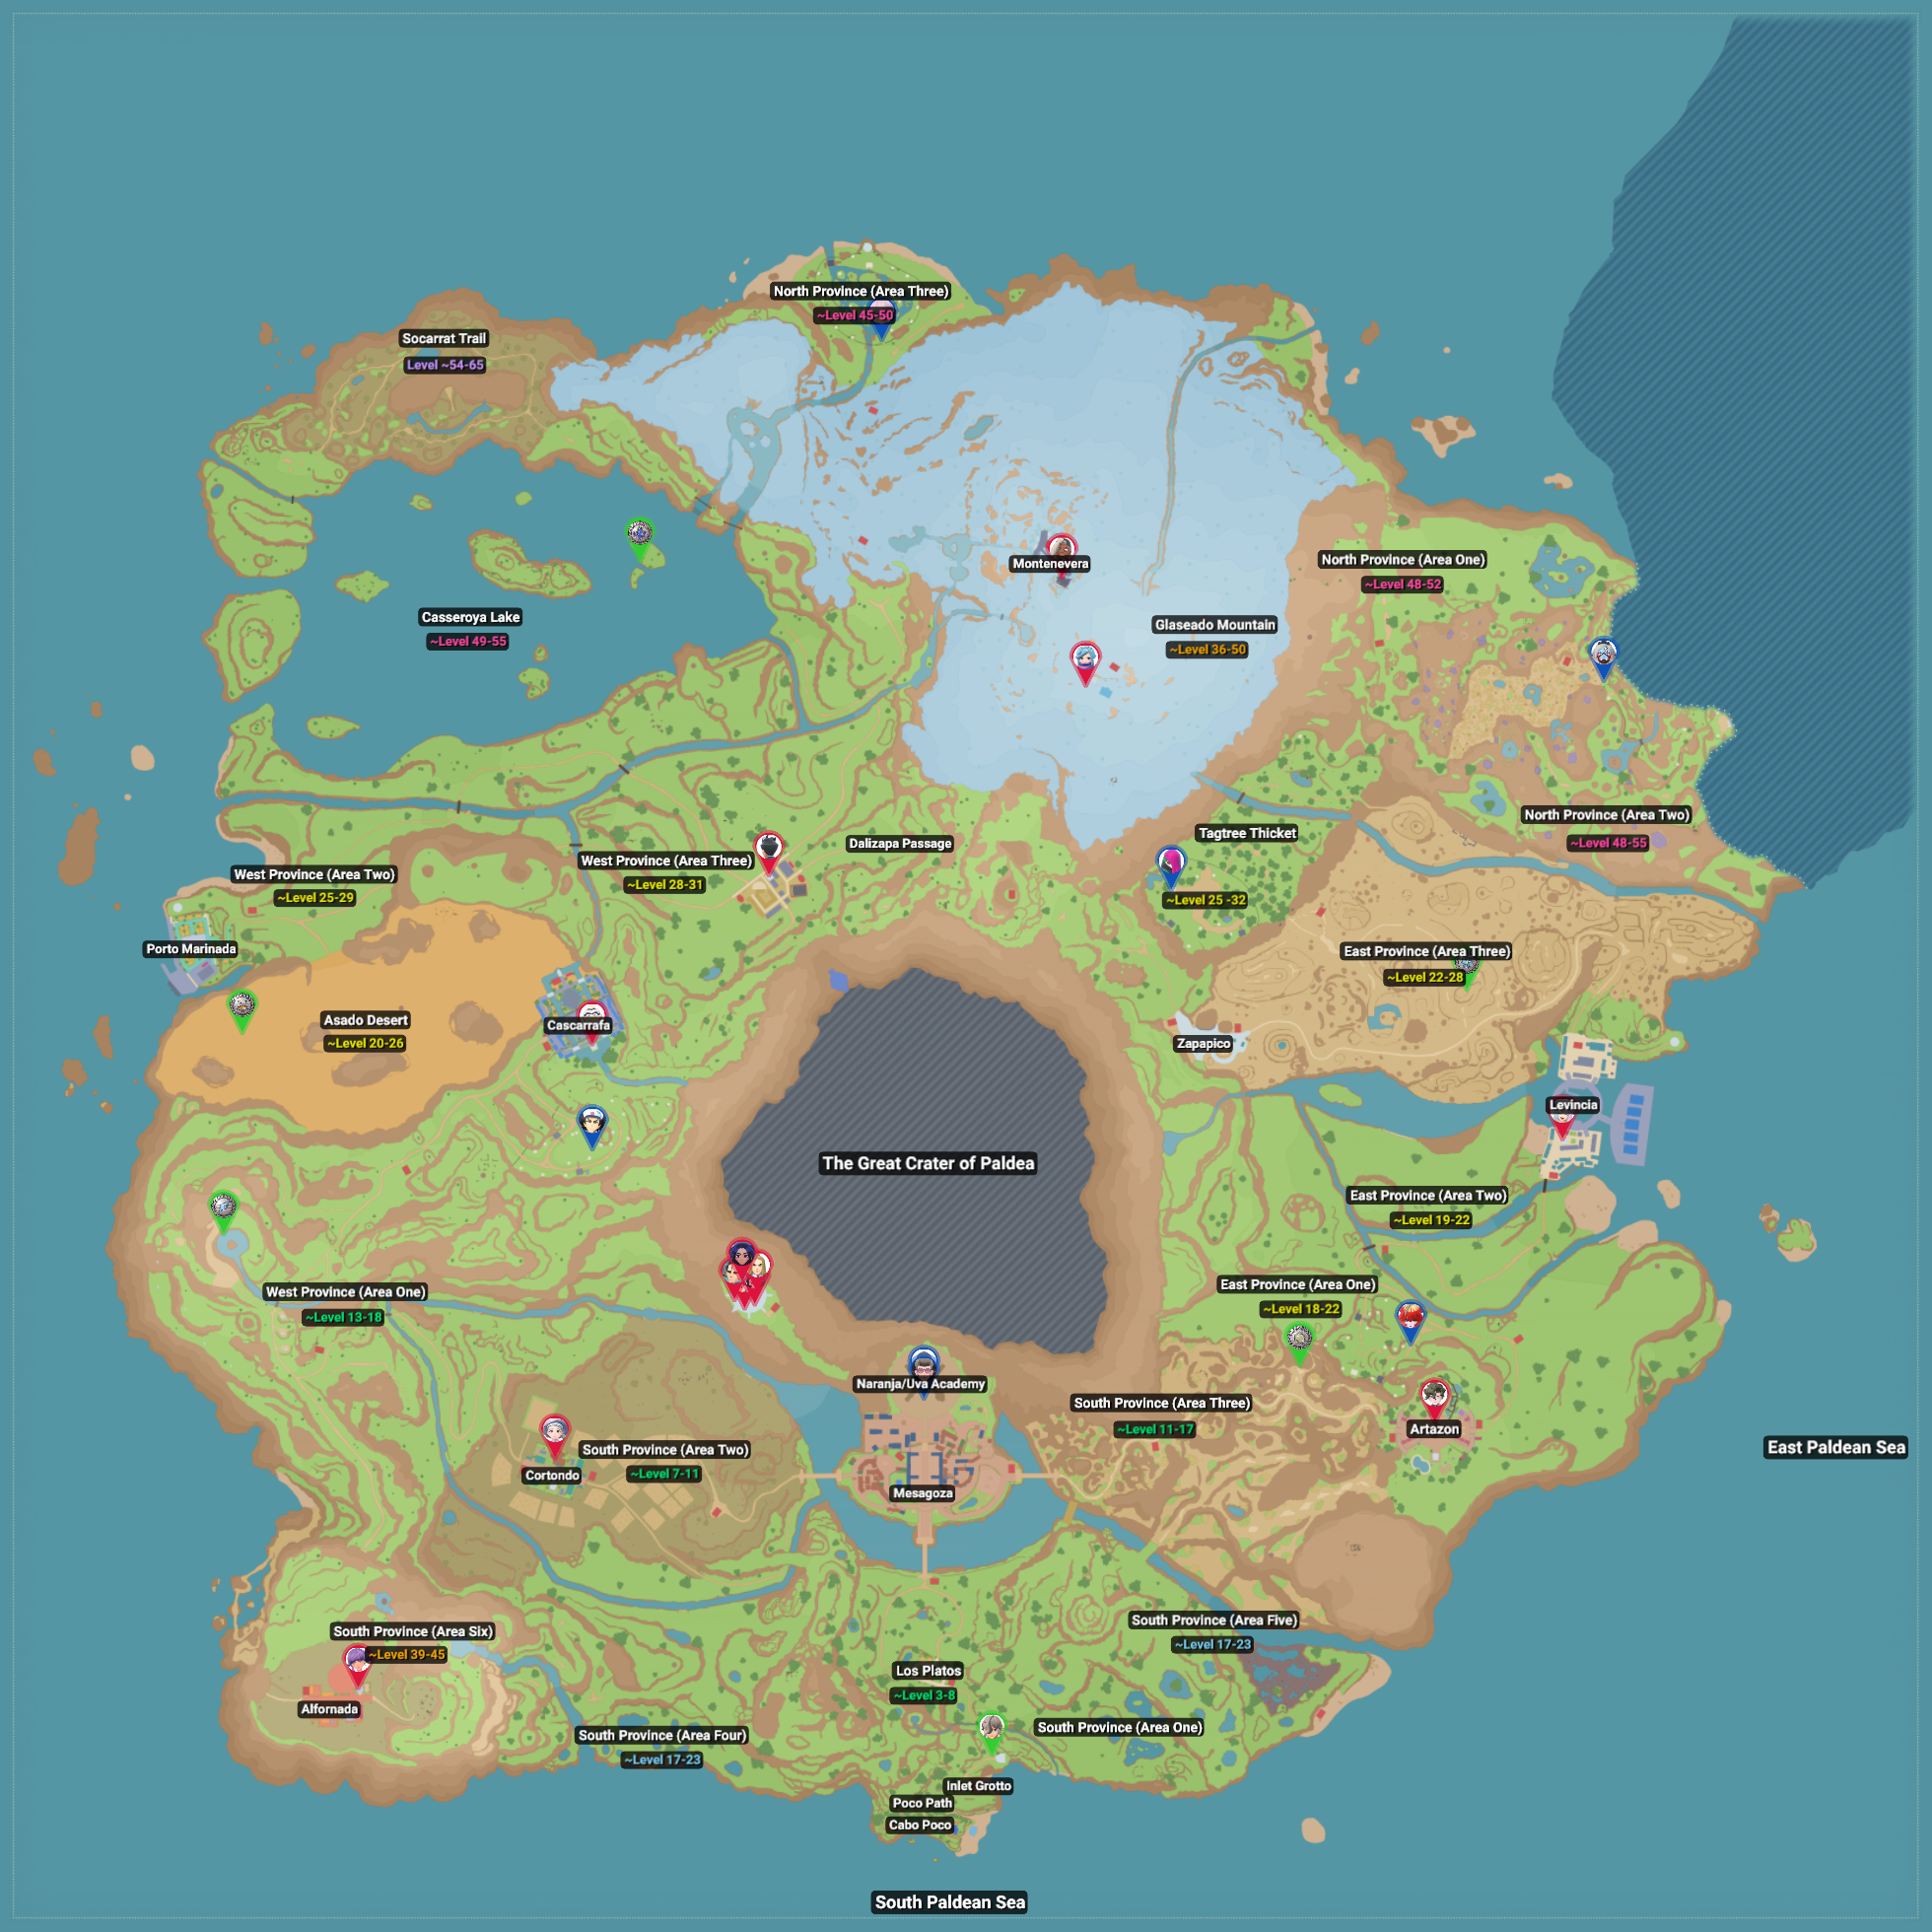 North Province (Area Three)
~Level 45-50
Socarrat Trail
Level ~54-65
North Province (Area One)
~Level 48-52
Montenevera
Casseroya Lake
~Level 49-55
Glaseado Mountain
~Level 36-50
North Province (Area Two)
~Level 48-55
Tagtree Thicket
~Level 25 -32
Dalizapa Passage
West Province (Area Three)
~Level 28-31
West Province (Area Two)
~Level 25-29
Porto Marinada
East Province (Area Three)
~Level 22-28
Asado Desert
~Level 20-26
Cascarrafa
Zapapico
Levincia
The Great Crater of Paldea
East Province (Area Two)
~Level 19-22
East Province (Area One)
~Level 18-22
West Province (Area One)
~Level 13-18
Naranja/Uva Academy
South Province (Area Three)
~Level 11-17
Artazon
East Paldean Sea
South Province (Area Two)
~Level 7-11
Cortondo
Mesagoza
South Province (Area Five)
~Level 17-23
South Province (Area Six)
~Level 39-45
Alfornada
Los Platos
~Level 3-8
South Province (Area One)
South Province (Area Four)
~Level 17-23
Inlet Grotto
Poco Path
Cabo Poco
South Paldean Sea